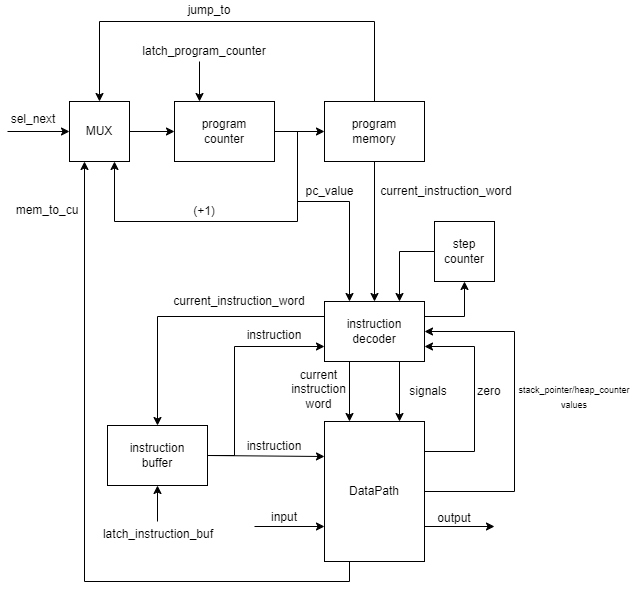 jump_to
latch_program_counter
sel_next
MUX
program
counter
program
memory
mem_to_cu
(+1)
pc_value
current_instruction_word
step
counter
current_instruction_word
instruction
decoder
instruction
current
instruction
word
signals
zero
stack_pointer/heap_counter
values
instruction
buffer
instruction
DataPath
latch_instruction_buf
input
output